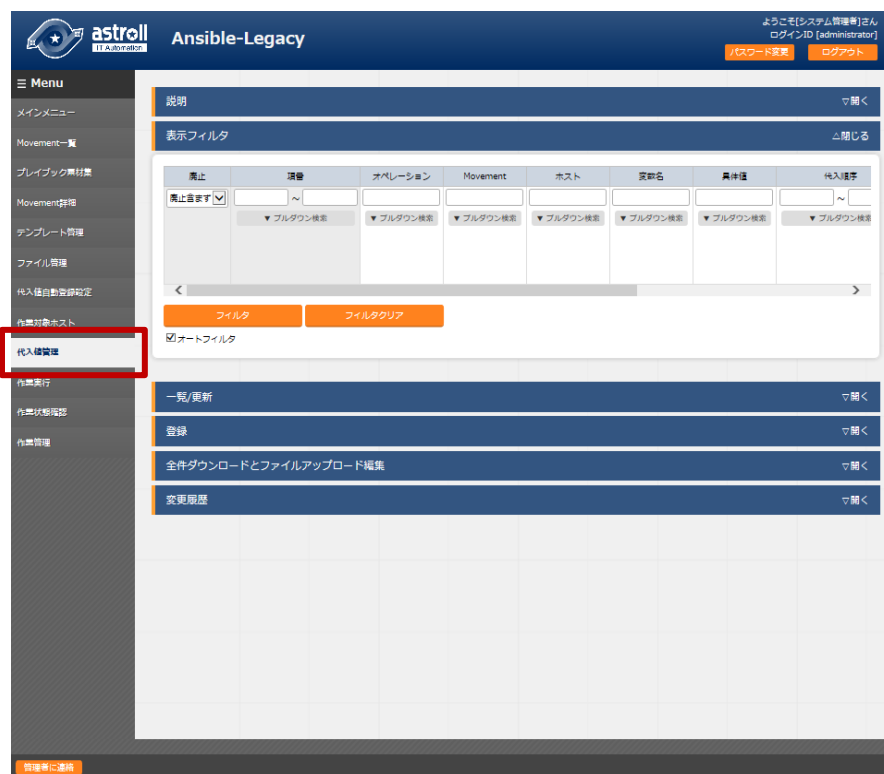 astroll
IT Automation
Ansible-Legacy
ようこそ[システム管理者]さん
ログインID [administrator]
パスワード変更
ログアウト
☰ Menu
メインメニュー
Movement一覧
プレイブック素材集
Movement詳細
テンプレート管理
ファイル管理
代入値自動登録設定
作業対象ホスト
代入値管理
作業実行
作業状態確認
作業管理
説明
▽開く
表示フィルタ
△閉じる
廃止 項番 オペレーション Movement ホスト 変数名 具体値 代入順序
廃止含まず ~ ~
▼ プルダウン検索 ▼ プルダウン検索 ▼ プルダウン検索 ▼ プルダウン検索 ▼ プルダウン検索 ▼ プルダウン検索 ▼ プルダウン検索
フィルタ フィルタクリア
オートフィルタ
一覧/更新
▽開く
登録
▽開く
全件ダウンロードとファイルアップロード編集
▽開く
変更履歴
▽開く
管理者に連絡